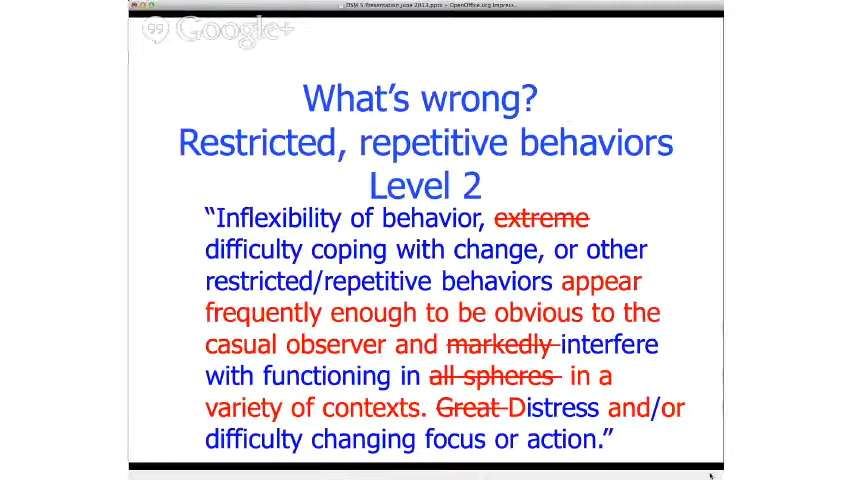 DSM 5 Presentation june 2013.pptx - OpenOffice.org Impress
Google+
What's wrong?
Restricted, repetitive behaviors
Level 2
“Inflexibility of behavior, extreme
difficulty coping with change, or other
restricted/repetitive behaviors appear
frequently enough to be obvious to the
casual observer and markedly interfere
with functioning in all spheres in a
variety of contexts. Great Distress and/or
difficulty changing focus or action.”